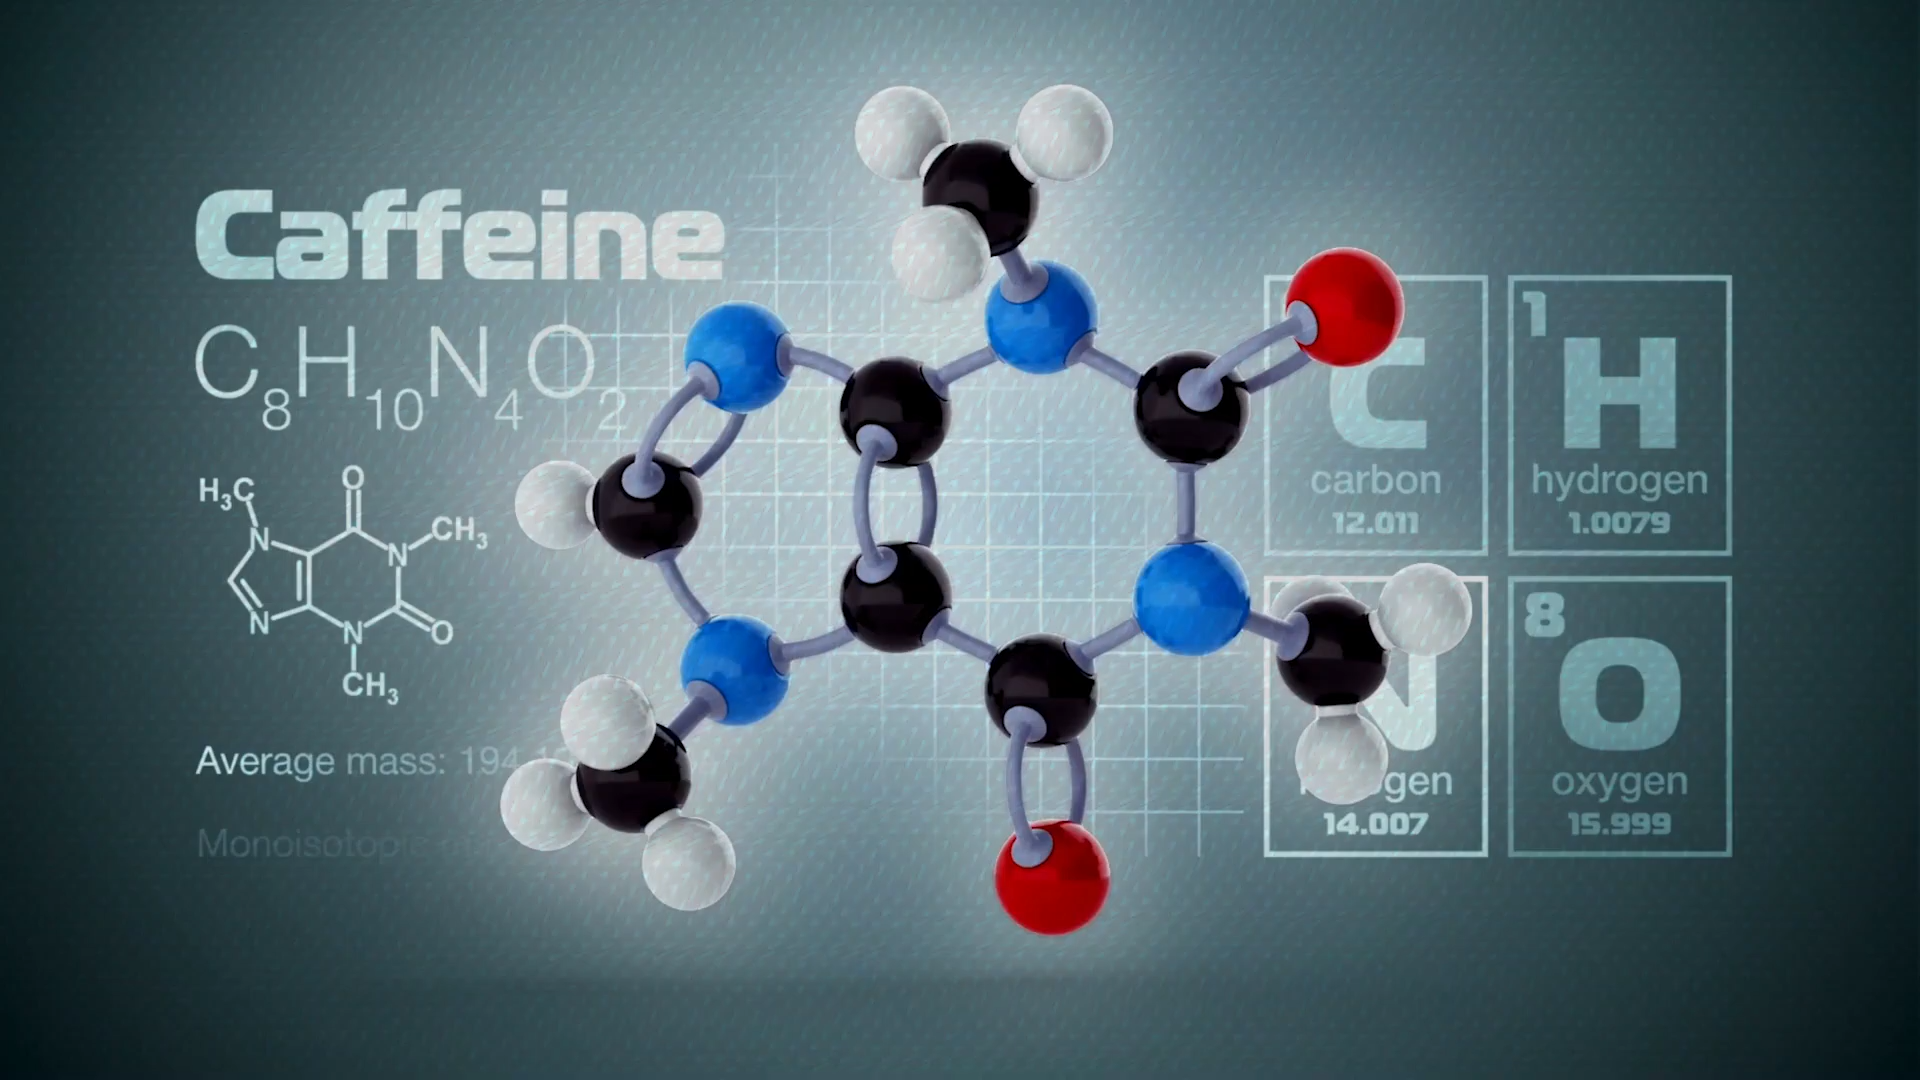 Caffeine
C8H10N4O2
H3C
O
N
CH3
N
N
N
O
CH3
Average mass: 194
Monoisotopic
C
carbon
12.011
1
H
hydrogen
1.0079
N
14.007
8
O
oxygen
15.999